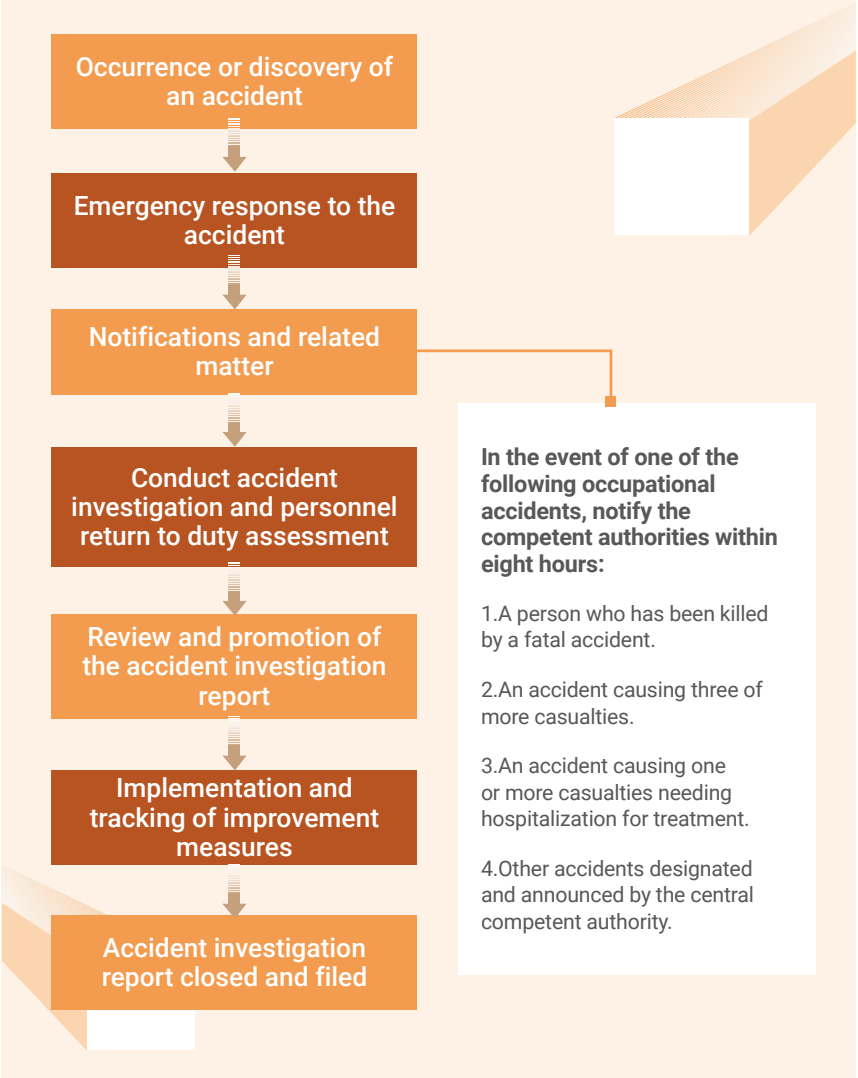 Occurrence or discovery of
an accident
Emergency response to the
accident
Notifications and related
matter
Conduct accident
investigation and personnel
return to duty assessment
Review and promotion of
the accident investigation
report
Implementation and
tracking of improvement
measures
Accident investigation
report closed and filed
In the event of one of the
following occupational
accidents, notify the
competent authorities within
eight hours:
1.A person who has been killed
by a fatal accident.
2.An accident causing three of
more casualties.
3.An accident causing one
or more casualties needing
hospitalization for treatment.
4.Other accidents designated
and announced by the central
competent authority.